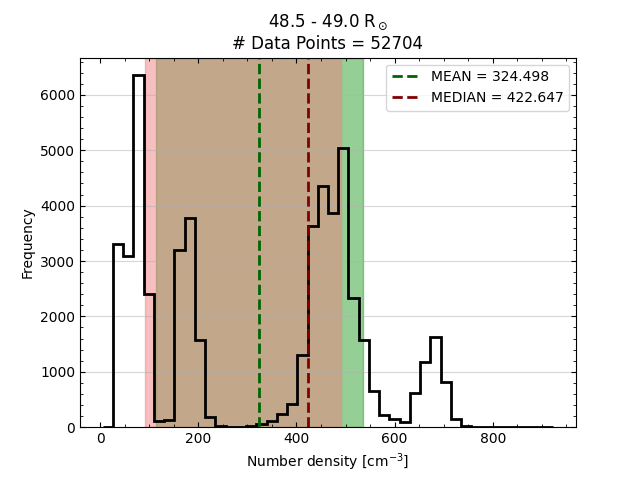 48.5 - 49.0 R⊙
# Data Points = 52704
MEAN = 324.498
MEDIAN = 422.647
Frequency
6000
5000
4000
3000
2000
1000
0
0 200 400 600 800
Number density [cm⁻³]